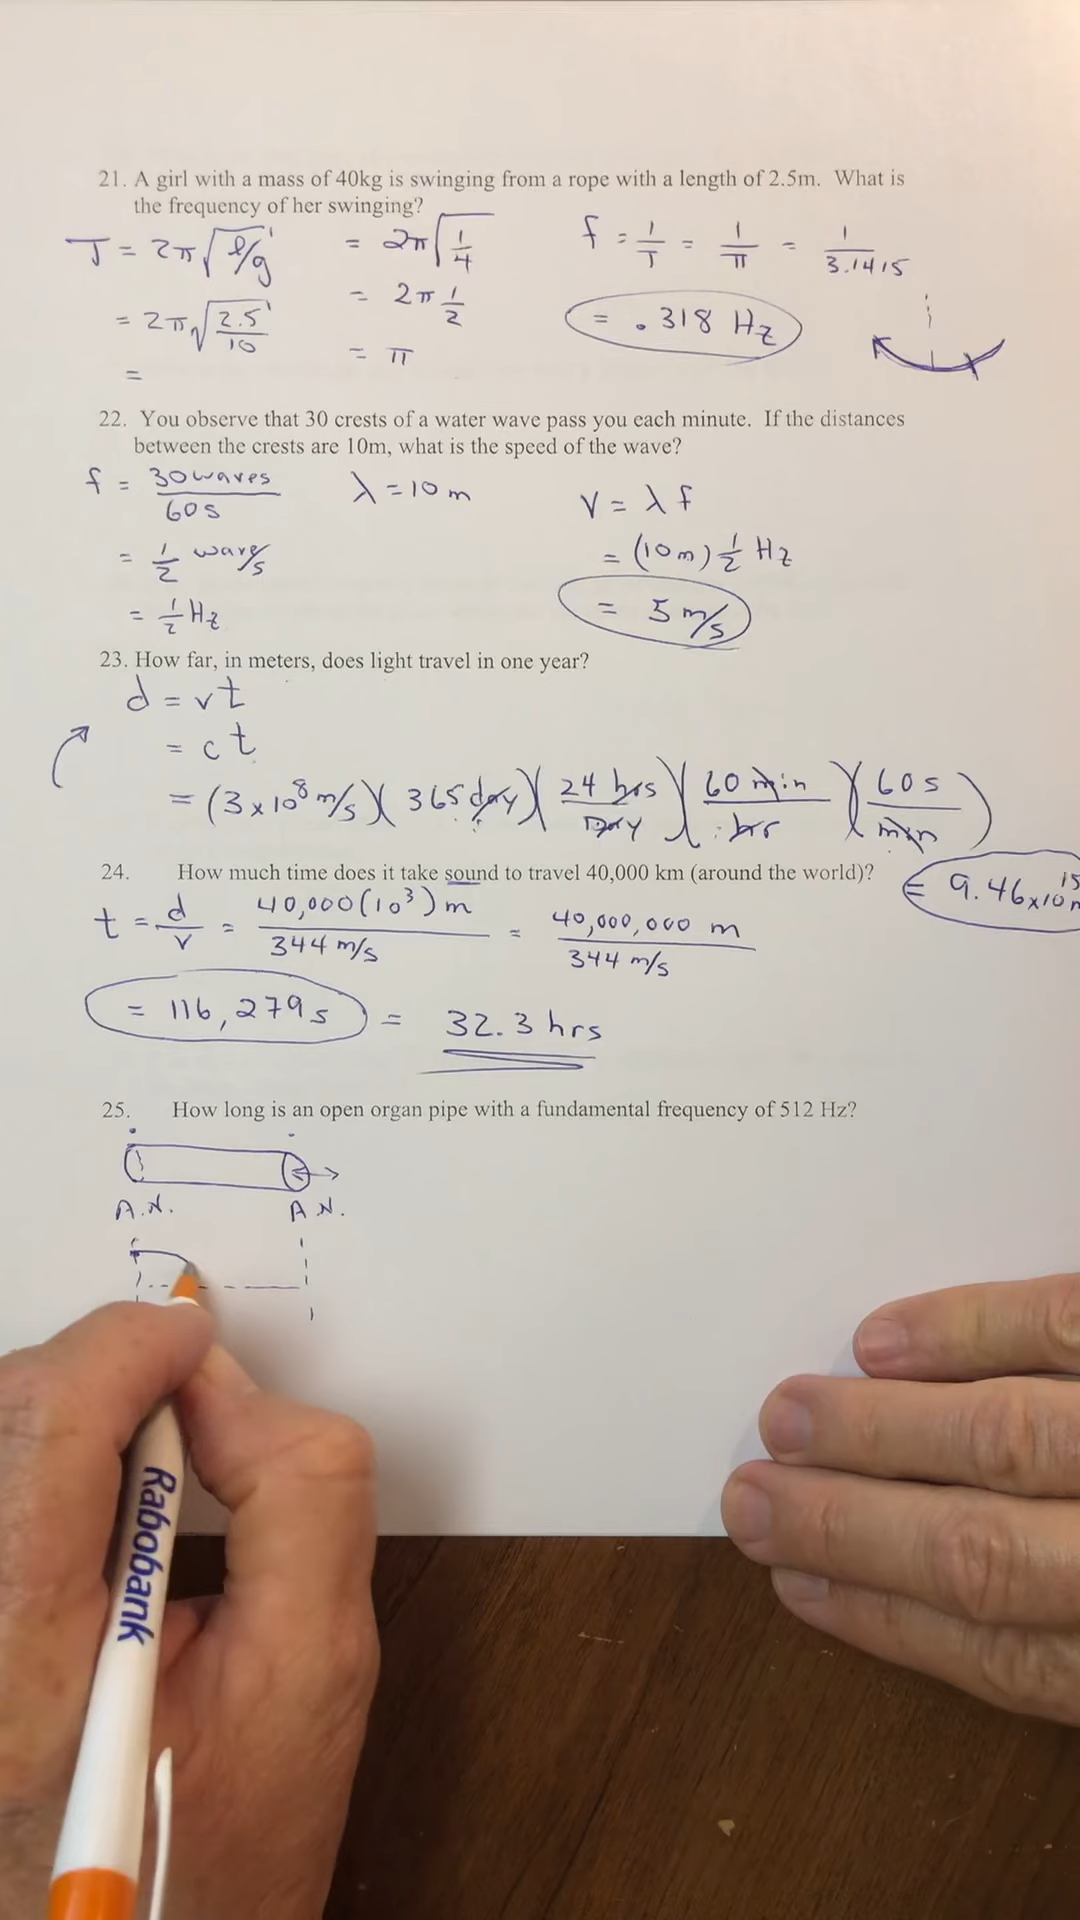 21. A girl with a mass of 40kg is swinging from a rope with a length of 2.5m. What is
the frequency of her swinging?
T = 2π√(l/g) = 2π√(1/4) f = 1/T = 1/π = 1/3.1415
= 2π√(2.5/10) = 2π 1/2 = .318 Hz
= = π
22. You observe that 30 crests of a water wave pass you each minute. If the distances
between the crests are 10m, what is the speed of the wave?
f = 30 waves/60 s λ = 10 m v = λ f
= 1/2 wave/s = (10 m) 1/2 Hz
= 1/2 Hz = 5 m/s
23. How far, in meters, does light travel in one year?
d = vt
= ct
= (3 x 10⁸ m/s)(365 day)(24 hrs/Day)(60 min/hr)(60 s/min)
= 9.46 x 10¹⁵ m
24. How much time does it take sound to travel 40,000 km (around the world)?
t = d/v = 40,000(10³) m/344 m/s = 40,000,000 m/344 m/s
= 116,279 s = 32.3 hrs
25. How long is an open organ pipe with a fundamental frequency of 512 Hz?
A.N. A N.
Rabobank